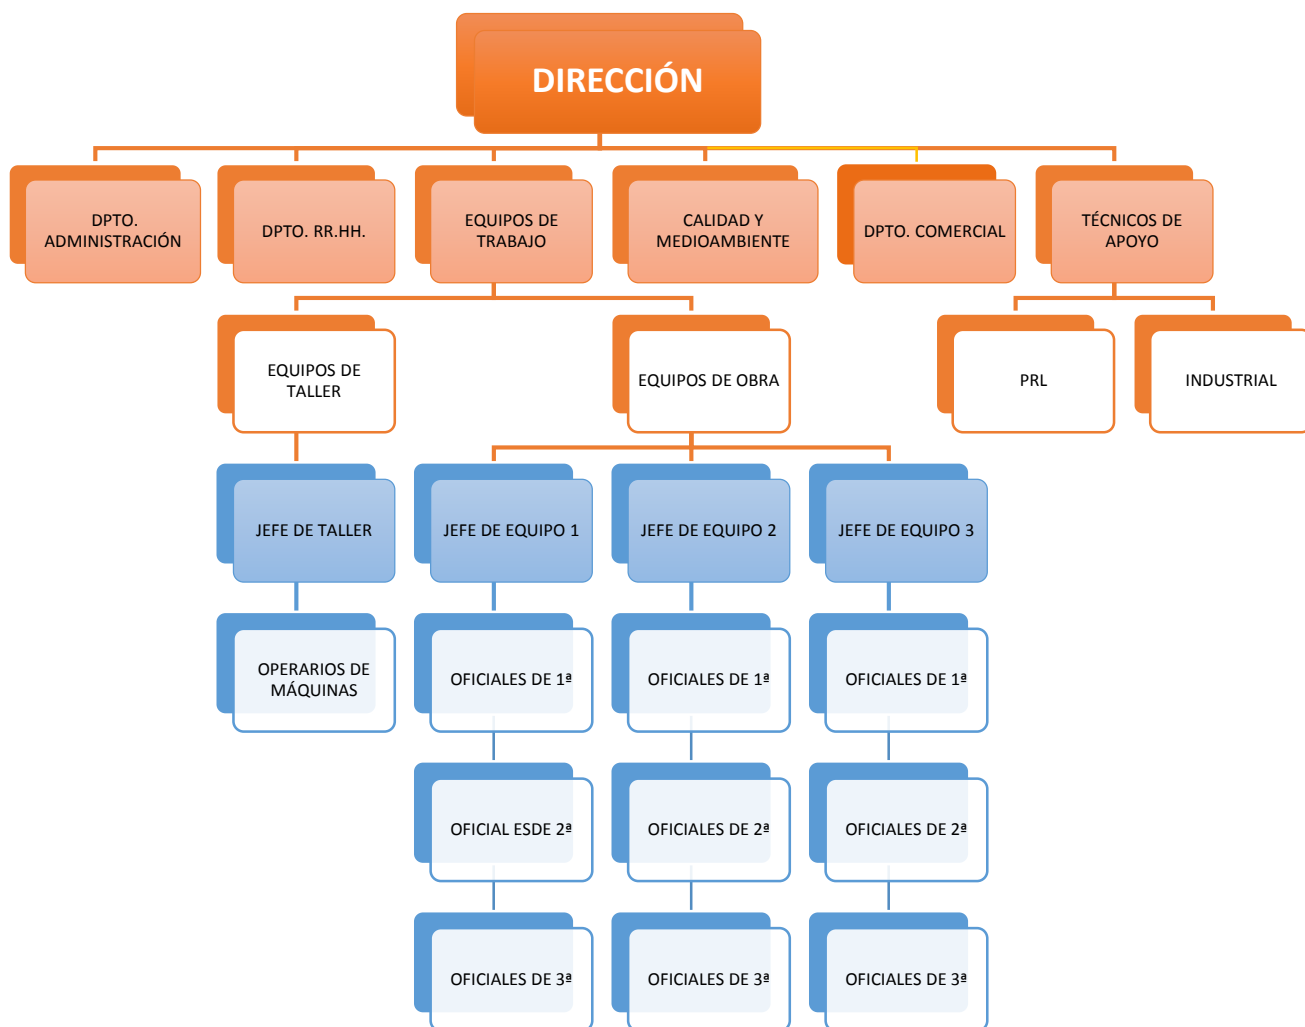 DIRECCIÓN
DPTO.
ADMINISTRACIÓN
DPTO. RR.HH.
EQUIPOS DE
TRABAJO
CALIDAD Y
MEDIOAMBIENTE
DPTO. COMERCIAL
TÉCNICOS DE
APOYO
EQUIPOS DE
TALLER
EQUIPOS DE OBRA
PRL
INDUSTRIAL
JEFE DE TALLER
JEFE DE EQUIPO 1
JEFE DE EQUIPO 2
JEFE DE EQUIPO 3
OPERARIOS DE
MÁQUINAS
OFICIALES DE 1ª
OFICIALES DE 1ª
OFICIALES DE 1ª
OFICIAL ESDE 2ª
OFICIALES DE 2ª
OFICIALES DE 2ª
OFICIALES DE 3ª
OFICIALES DE 3ª
OFICIALES DE 3ª